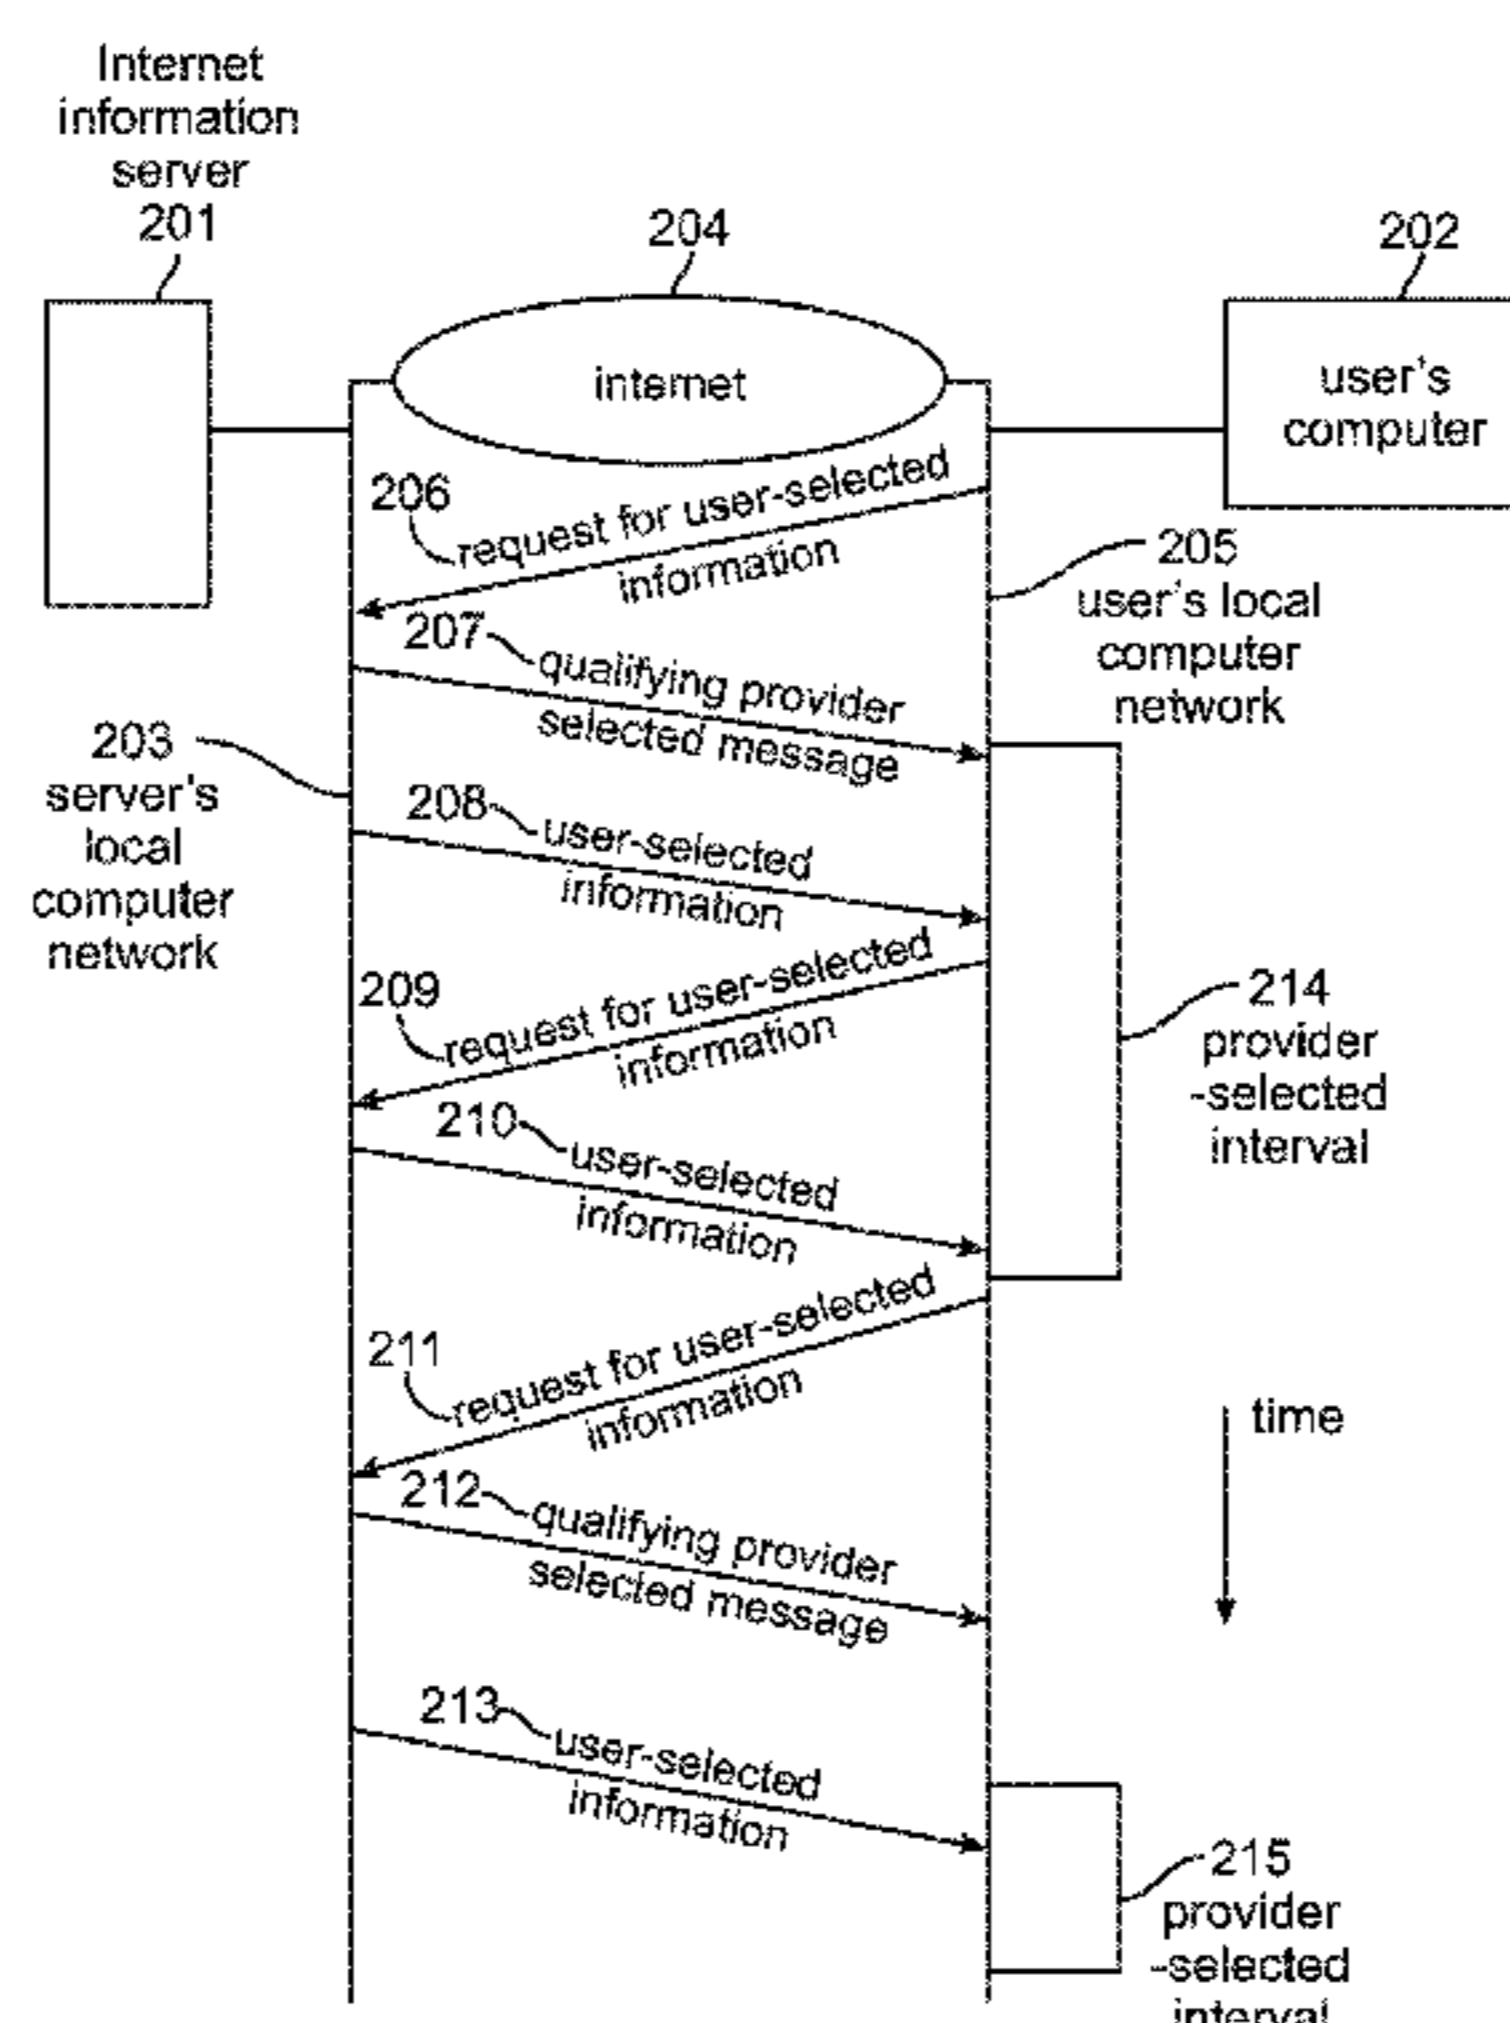 Internet
information
server
201
204
202
internet
user's
computer
206
request for user-selected
information
205
user's local
computer
network
207
qualifying provider
selected message
203
server's
local
computer
network
208
user-selected
information
209
request for user-selected
information
214
provider
-selected
interval
210
user-selected
information
211
request for user-selected
information
time
212
qualifying provider
selected message
213
user-selected
information
215
provider
-selected
interval